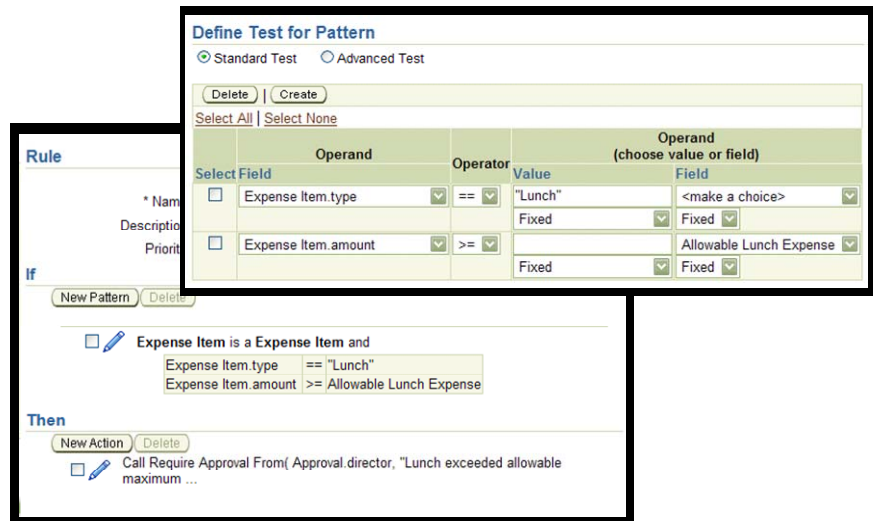 Define Test for Pattern
Standard Test Advanced Test
Delete | Create
Select All | Select None
Operand Operator Operand
(choose value or field)
Select Field Value Field
Expense Item.type == "Lunch" <make a choice>
Fixed Fixed
Expense Item.amount >= Allowable Lunch Expense
Fixed Fixed
Rule
* Nam
Descriptio
Priorit
If
New Pattern Delete
Expense Item is a Expense Item and
Expense Item.type == "Lunch"
Expense Item.amount >= Allowable Lunch Expense
Then
New Action Delete
Call Require Approval From( Approval.director, "Lunch exceeded allowable
maximum ...